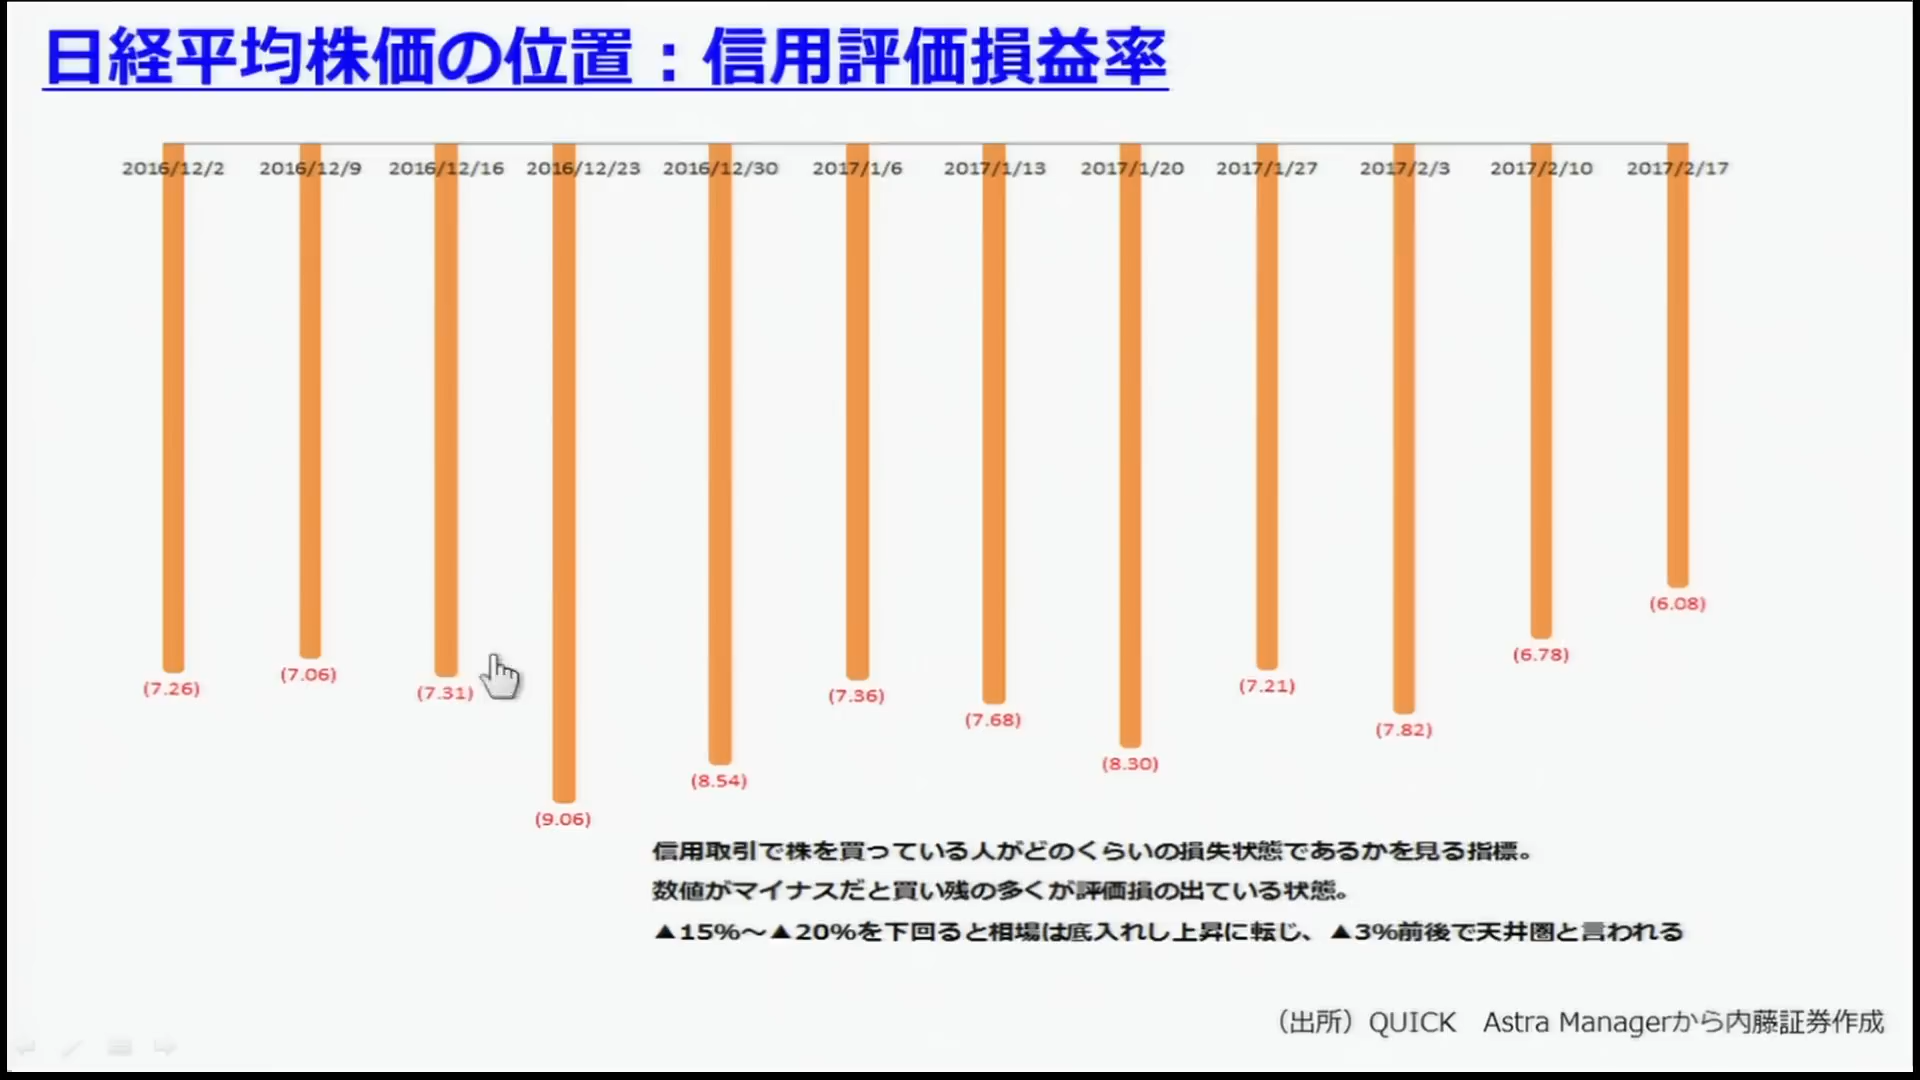 日経平均株価の位置：信用評価損益率
2016/12/2 2016/12/9 2016/12/16 2016/12/23 2016/12/30 2017/1/6 2017/1/13 2017/1/20 2017/1/27 2017/2/3 2017/2/10 2017/2/17
(7.26) (7.06) (7.31) (9.06) (8.54) (7.36) (7.68) (8.30) (7.21) (7.82) (6.78) (6.08)
信用取引で株を買っている人がどのくらいの損失状態であるかを見る指標。
数値がマイナスだと買い残の多くが評価損の出ている状態。
▲15%～▲20%を下回ると相場は底入れし上昇に転じ、▲3%前後で天井圏と言われる
（出所）QUICK　Astra Managerから内藤証券作成